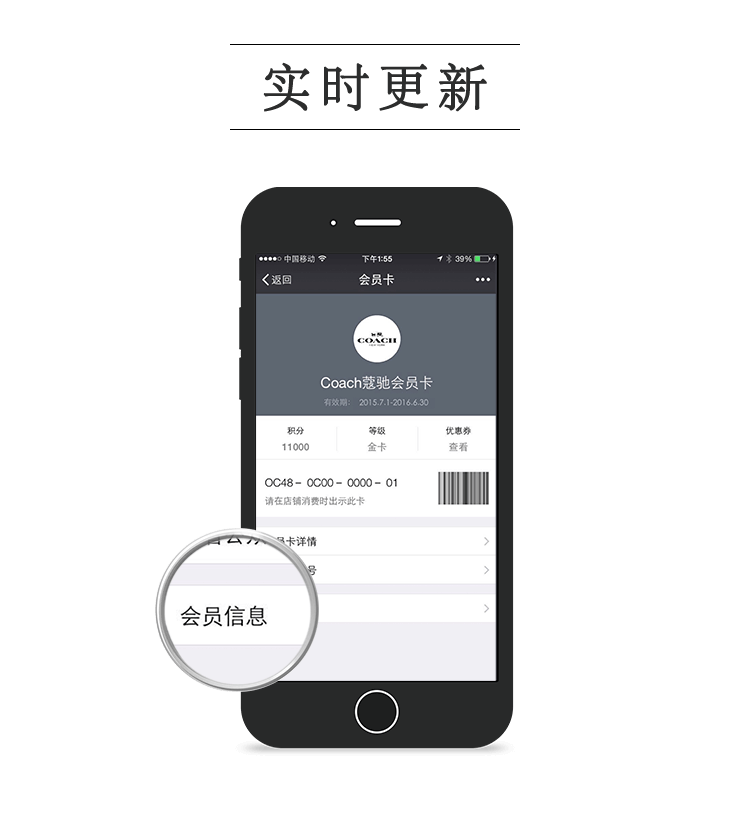 实时更新
中国移动 下午1:55 39%
返回 会员卡
COACH
Coach蔻驰会员卡
有效期: 2015.7.1-2016.6.30
积分 等级 优惠券
11000 金卡 查看
0C48 – 0C00 – 0000 – 01
请在店铺消费时出示此卡
员卡详情
号
会员信息